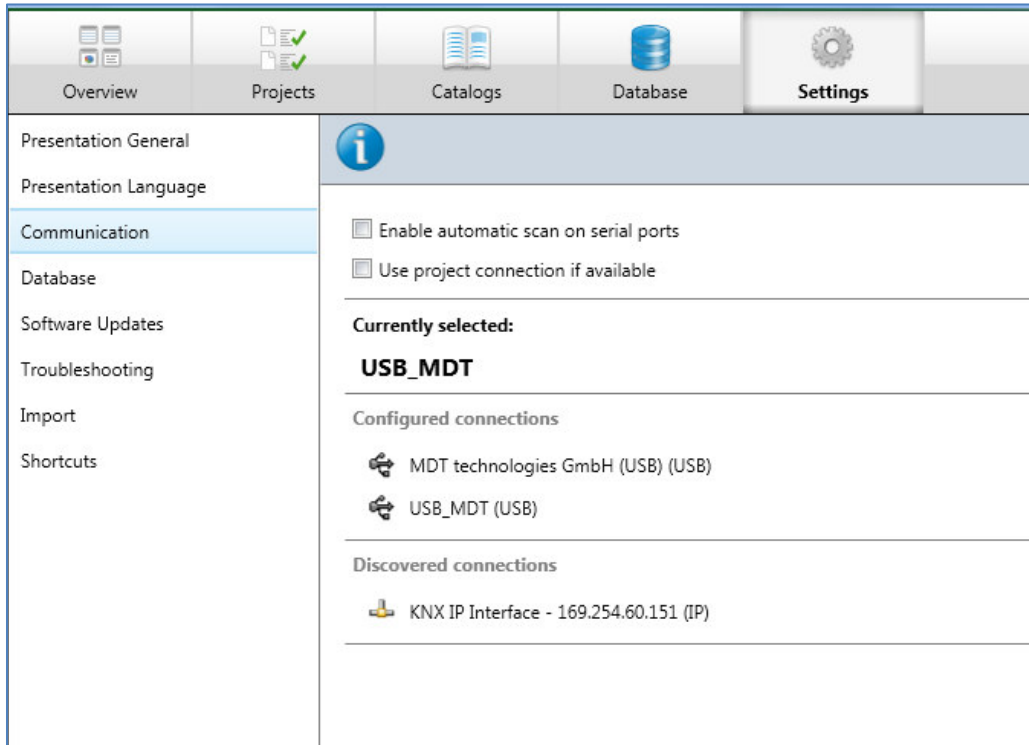 Overview
Projects
Catalogs
Database
Settings
Presentation General
Presentation Language
Communication
Database
Software Updates
Troubleshooting
Import
Shortcuts
Enable automatic scan on serial ports
Use project connection if available
Currently selected:
USB_MDT
Configured connections
MDT technologies GmbH (USB) (USB)
USB_MDT (USB)
Discovered connections
KNX IP Interface - 169.254.60.151 (IP)